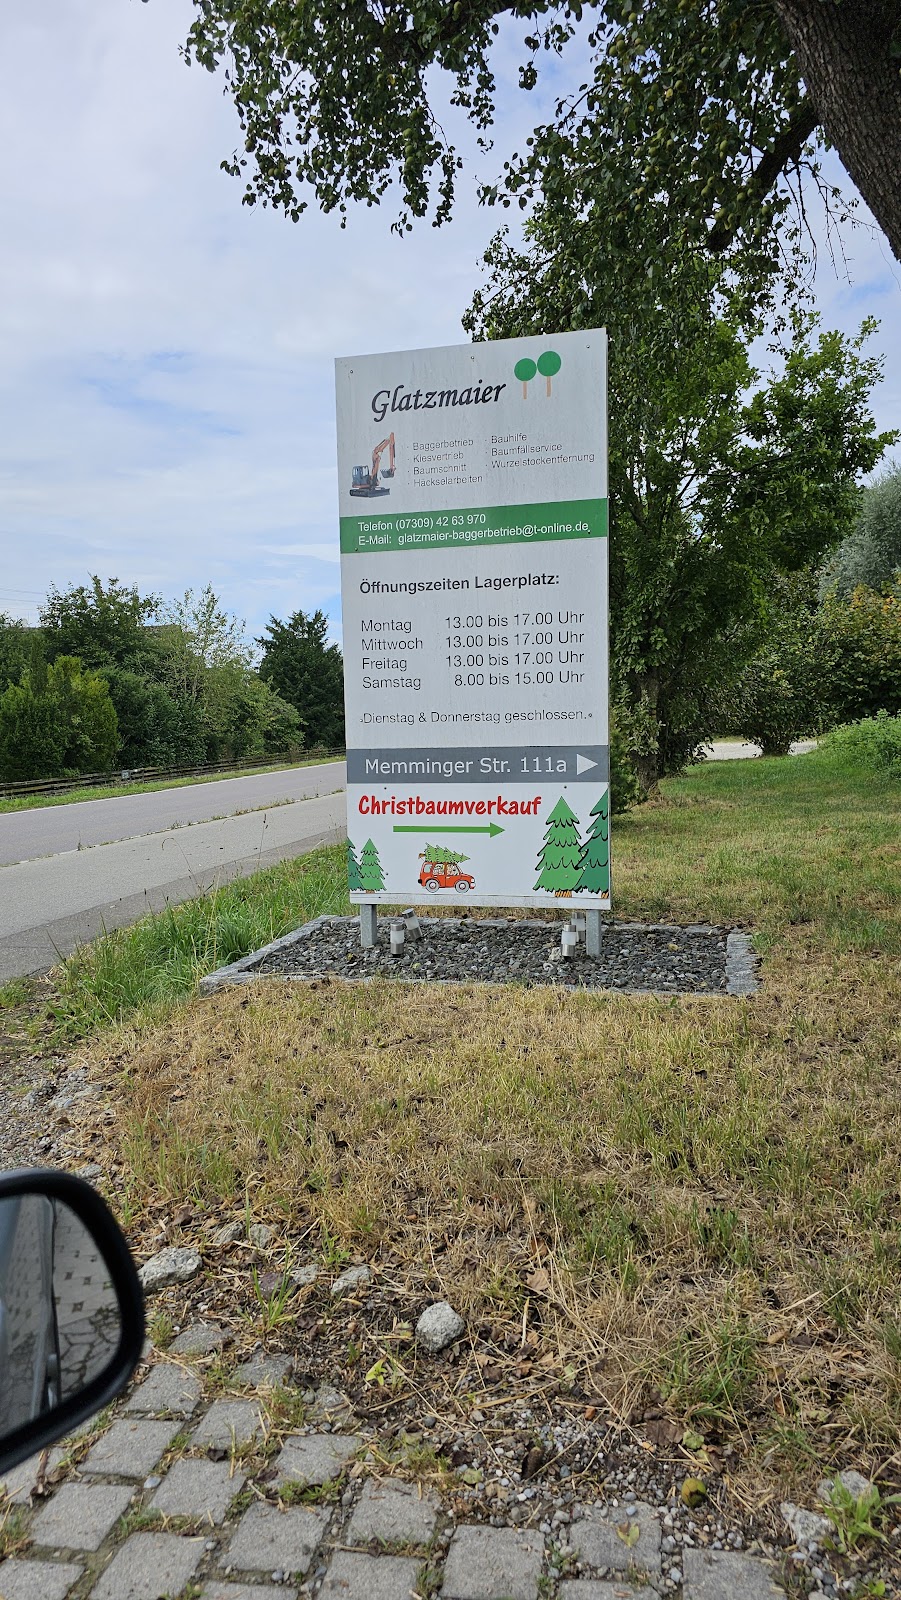 Glatzmaier
· Baggerbetrieb
· Kiesvertrieb
· Baumschnitt
· Häckselarbeiten
· Bauhilfe
· Baumfällservice
· Wurzelstockentfernung
Telefon (07309) 42 63 970
E-Mail: glatzmaier-baggerbetrieb@t-online.de
Öffnungszeiten Lagerplatz:
Montag 13.00 bis 17.00 Uhr
Mittwoch 13.00 bis 17.00 Uhr
Freitag 13.00 bis 17.00 Uhr
Samstag 8.00 bis 15.00 Uhr
»Dienstag & Donnerstag geschlossen.«
Memminger Str. 111a
Christbaumverkauf